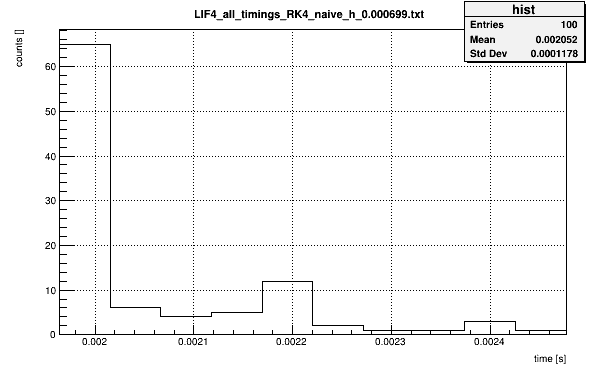 LIF4_all_timings_RK4_naive_h_0.000699.txt
hist
Entries 100
Mean 0.002052
Std Dev 0.0001178
counts []
60
50
40
30
20
10
0
0.002 0.0021 0.0022 0.0023 0.0024
time [s]